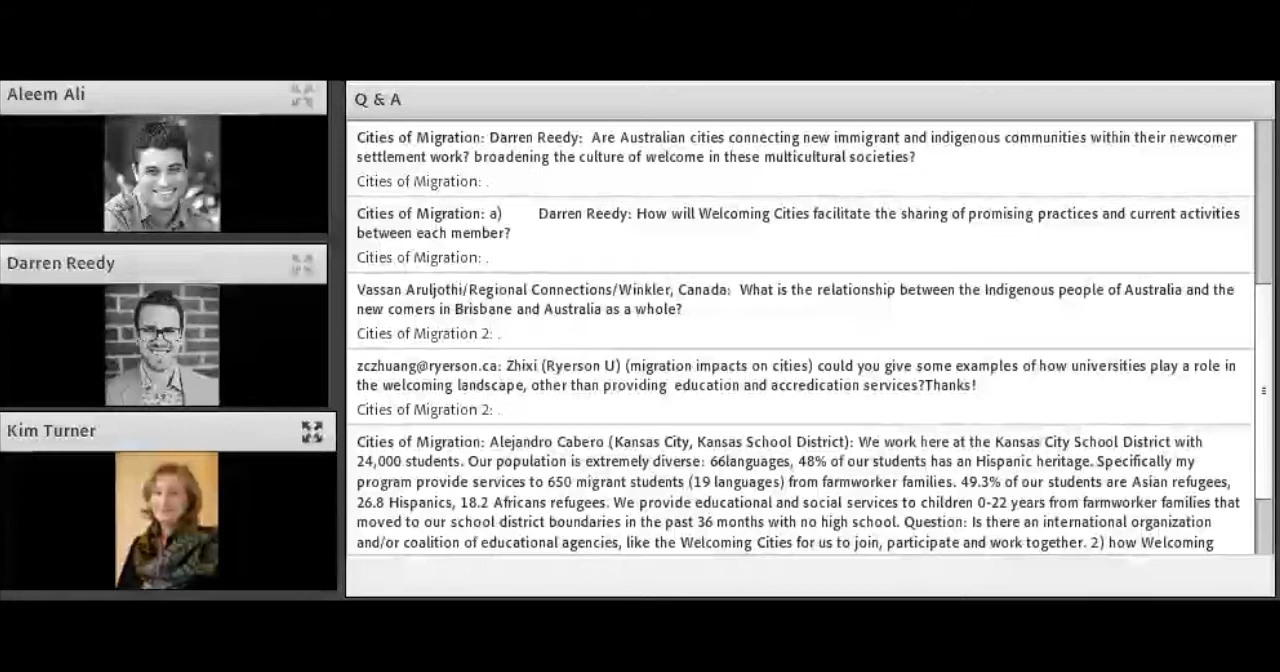 Aleem Ali
Darren Reedy
Kim Turner
Q & A
Cities of Migration: Darren Reedy: Are Australian cities connecting new immigrant and indigenous communities within their newcomer
settlement work? broadening the culture of welcome in these multicultural societies?
Cities of Migration: .
Cities of Migration: a) Darren Reedy: How will Welcoming Cities facilitate the sharing of promising practices and current activities
between each member?
Cities of Migration: .
Vassan Aruljothi/Regional Connections/Winkler, Canada: What is the relationship between the Indigenous people of Australia and the
new comers in Brisbane and Australia as a whole?
Cities of Migration 2: .
zczhuang@ryerson.ca: Zhixi (Ryerson U) (migration impacts on cities) could you give some examples of how universities play a role in
the welcoming landscape, other than providing education and accredication services?Thanks!
Cities of Migration 2: .
Cities of Migration: Alejandro Cabero (Kansas City, Kansas School District): We work here at the Kansas City School District with
24,000 students. Our population is extremely diverse: 66languages, 48% of our students has an Hispanic heritage. Specifically my
program provide services to 650 migrant students (19 languages) from farmworker families. 49.3% of our students are Asian refugees,
26.8 Hispanics, 18.2 Africans refugees. We provide educational and social services to children 0-22 years from farmworker families that
moved to our school district boundaries in the past 36 months with no high school. Question: Is there an international organization
and/or coalition of educational agencies, like the Welcoming Cities for us to join, participate and work together. 2) how Welcoming